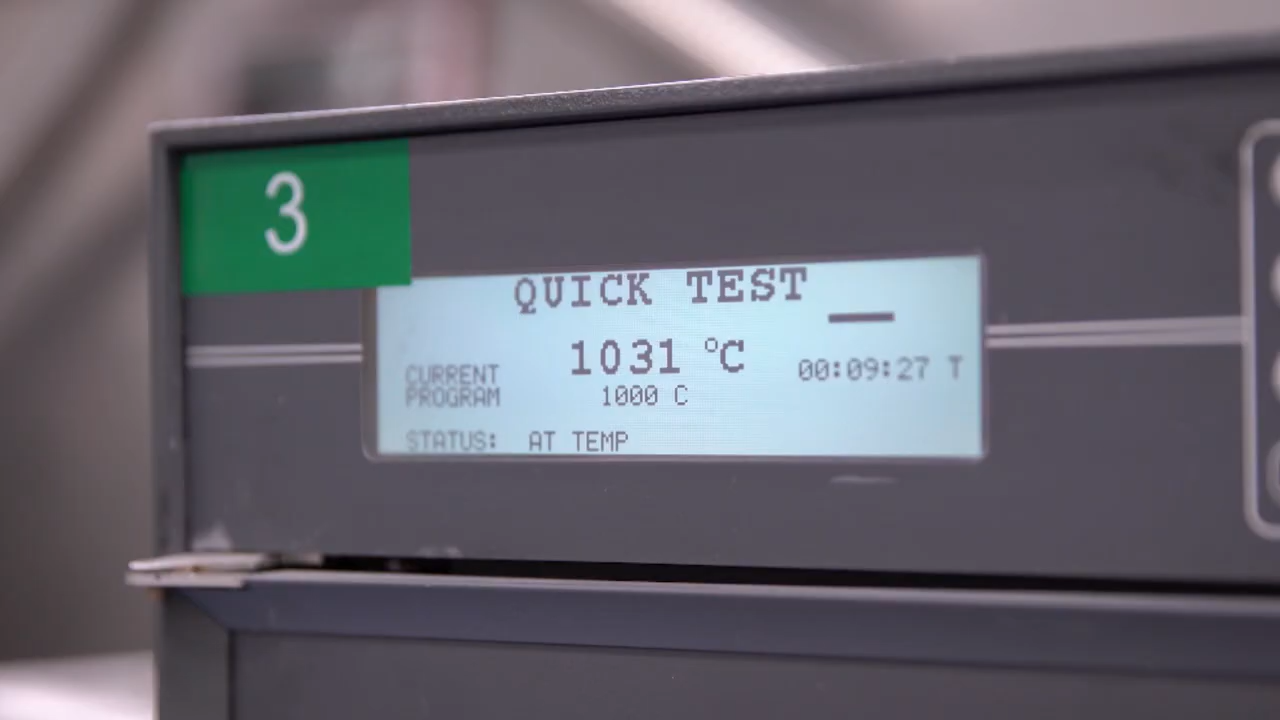 3
QUICK TEST
1031 °C
CURRENT
PROGRAM
1000 C
00:09:27 T
STATUS: AT TEMP